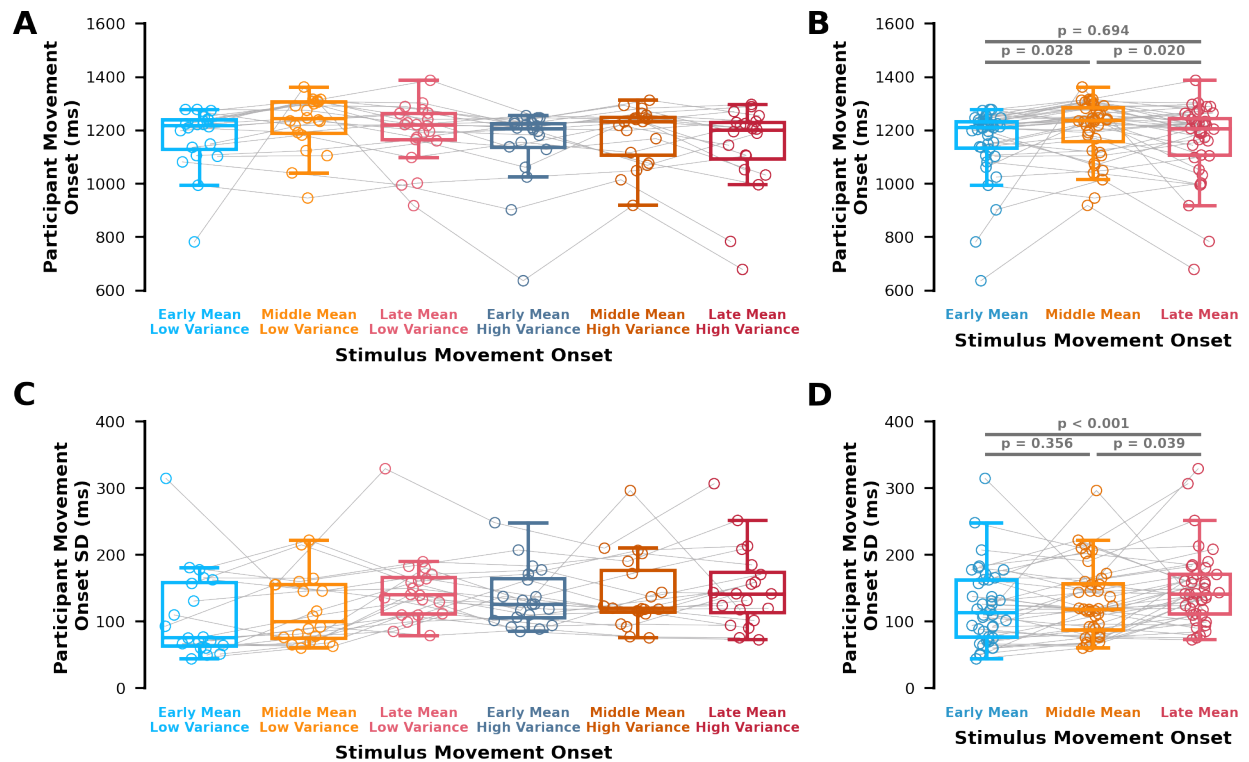 A
Participant Movement
Onset (ms)
1600
1400
1200
1000
800
600
Early Mean
Low Variance
Middle Mean
Low Variance
Late Mean
Low Variance
Early Mean
High Variance
Middle Mean
High Variance
Late Mean
High Variance
Stimulus Movement Onset
B
Participant Movement
Onset (ms)
1600
1400
1200
1000
800
600
p = 0.694
p = 0.028
p = 0.020
Early Mean
Middle Mean
Late Mean
Stimulus Movement Onset
C
Participant Movement
Onset SD (ms)
400
300
200
100
0
Early Mean
Low Variance
Middle Mean
Low Variance
Late Mean
Low Variance
Early Mean
High Variance
Middle Mean
High Variance
Late Mean
High Variance
Stimulus Movement Onset
D
Participant Movement
Onset SD (ms)
400
300
200
100
0
p < 0.001
p = 0.356
p = 0.039
Early Mean
Middle Mean
Late Mean
Stimulus Movement Onset